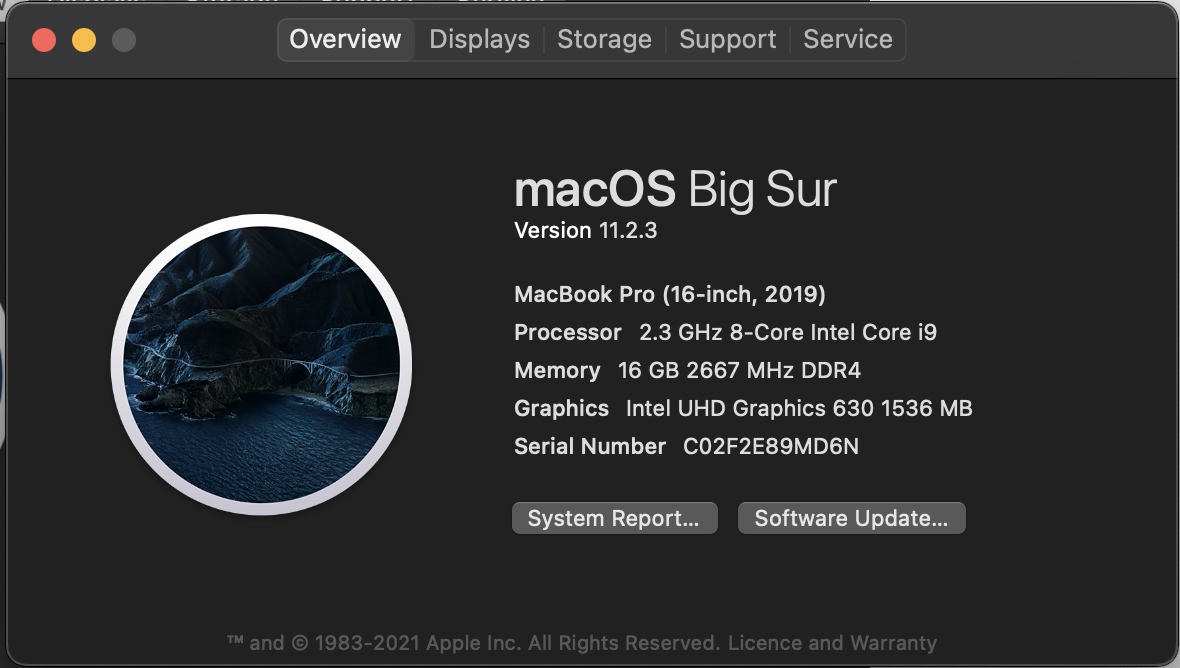 Overview Displays Storage Support Service
macOS Big Sur
Version 11.2.3
MacBook Pro (16-inch, 2019)
Processor 2.3 GHz 8-Core Intel Core i9
Memory 16 GB 2667 MHz DDR4
Graphics Intel UHD Graphics 630 1536 MB
Serial Number C02F2E89MD6N
System Report...
Software Update...
™ and © 1983-2021 Apple Inc. All Rights Reserved. Licence and Warranty